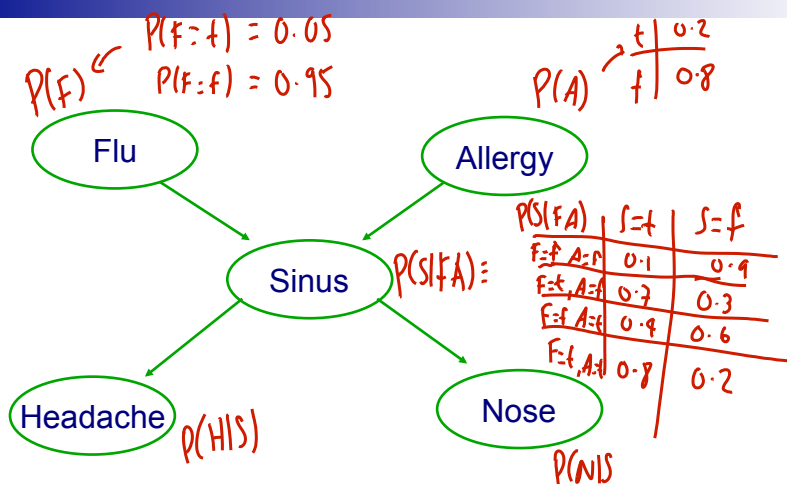 P(F=t) = 0.05
P(F=f) = 0.95
P(F)
P(A)
t | 0.2
f | 0.8
Flu
Allergy
Sinus
P(S|FA) =
P(S|FA) | S=t | S=f
F=f A=f | 0.1 | 0.9
F=t, A=f | 0.7 | 0.3
F=f A=t | 0.4 | 0.6
F=t, A=t | 0.8 | 0.2
Headache
P(H|S)
Nose
P(N|S